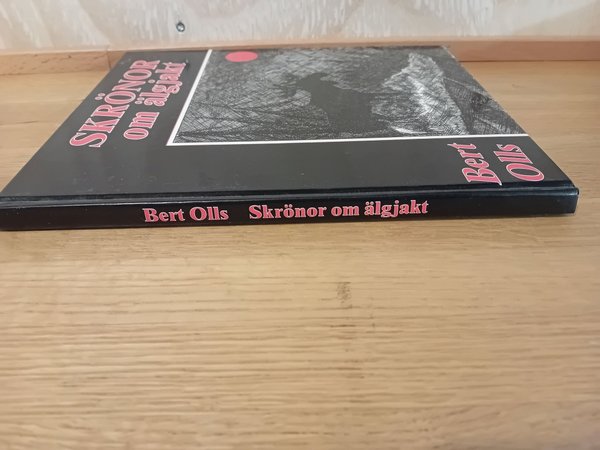 SKRÖNOR
om älgjakt
Bert
Olls
Bert Olls Skrönor om älgjakt